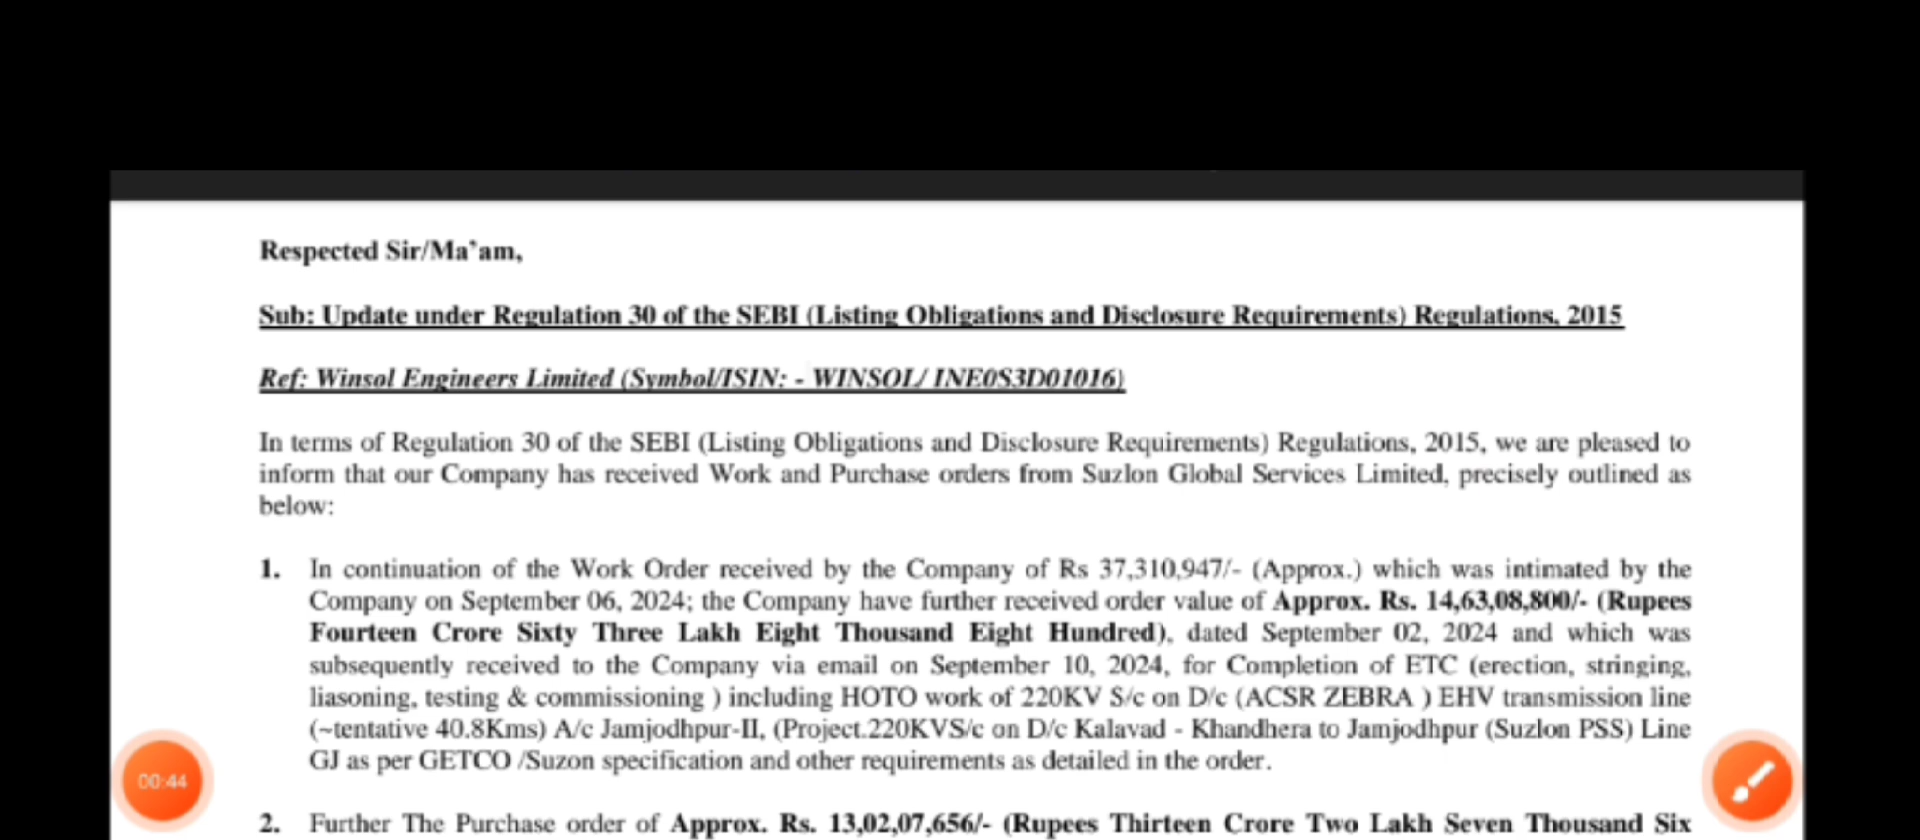 Respected Sir/Ma'am,
Sub: Update under Regulation 30 of the SEBI (Listing Obligations and Disclosure Requirements) Regulations, 2015
Ref: Winsol Engineers Limited (Symbol/ISIN: - WINSOL/ INE0S3D01016)
In terms of Regulation 30 of the SEBI (Listing Obligations and Disclosure Requirements) Regulations, 2015, we are pleased to
inform that our Company has received Work and Purchase orders from Suzlon Global Services Limited, precisely outlined as
below:
1. In continuation of the Work Order received by the Company of Rs 37,310,947/- (Approx.) which was intimated by the
Company on September 06, 2024; the Company have further received order value of Approx. Rs. 14,63,08,800/- (Rupees
Fourteen Crore Sixty Three Lakh Eight Thousand Eight Hundred), dated September 02, 2024 and which was
subsequently received to the Company via email on September 10, 2024, for Completion of ETC (erection, stringing,
liasoning, testing & commissioning ) including HOTO work of 220KV S/c on D/c (ACSR ZEBRA ) EHV transmission line
(~tentative 40.8Kms) A/c Jamjodhpur-II, (Project.220KVS/c on D/c Kalavad - Khandhera to Jamjodhpur (Suzlon PSS) Line
GJ as per GETCO /Suzon specification and other requirements as detailed in the order.
00:44
2. Further The Purchase order of Approx. Rs. 13,02,07,656/- (Rupees Thirteen Crore Two Lakh Seven Thousand Six